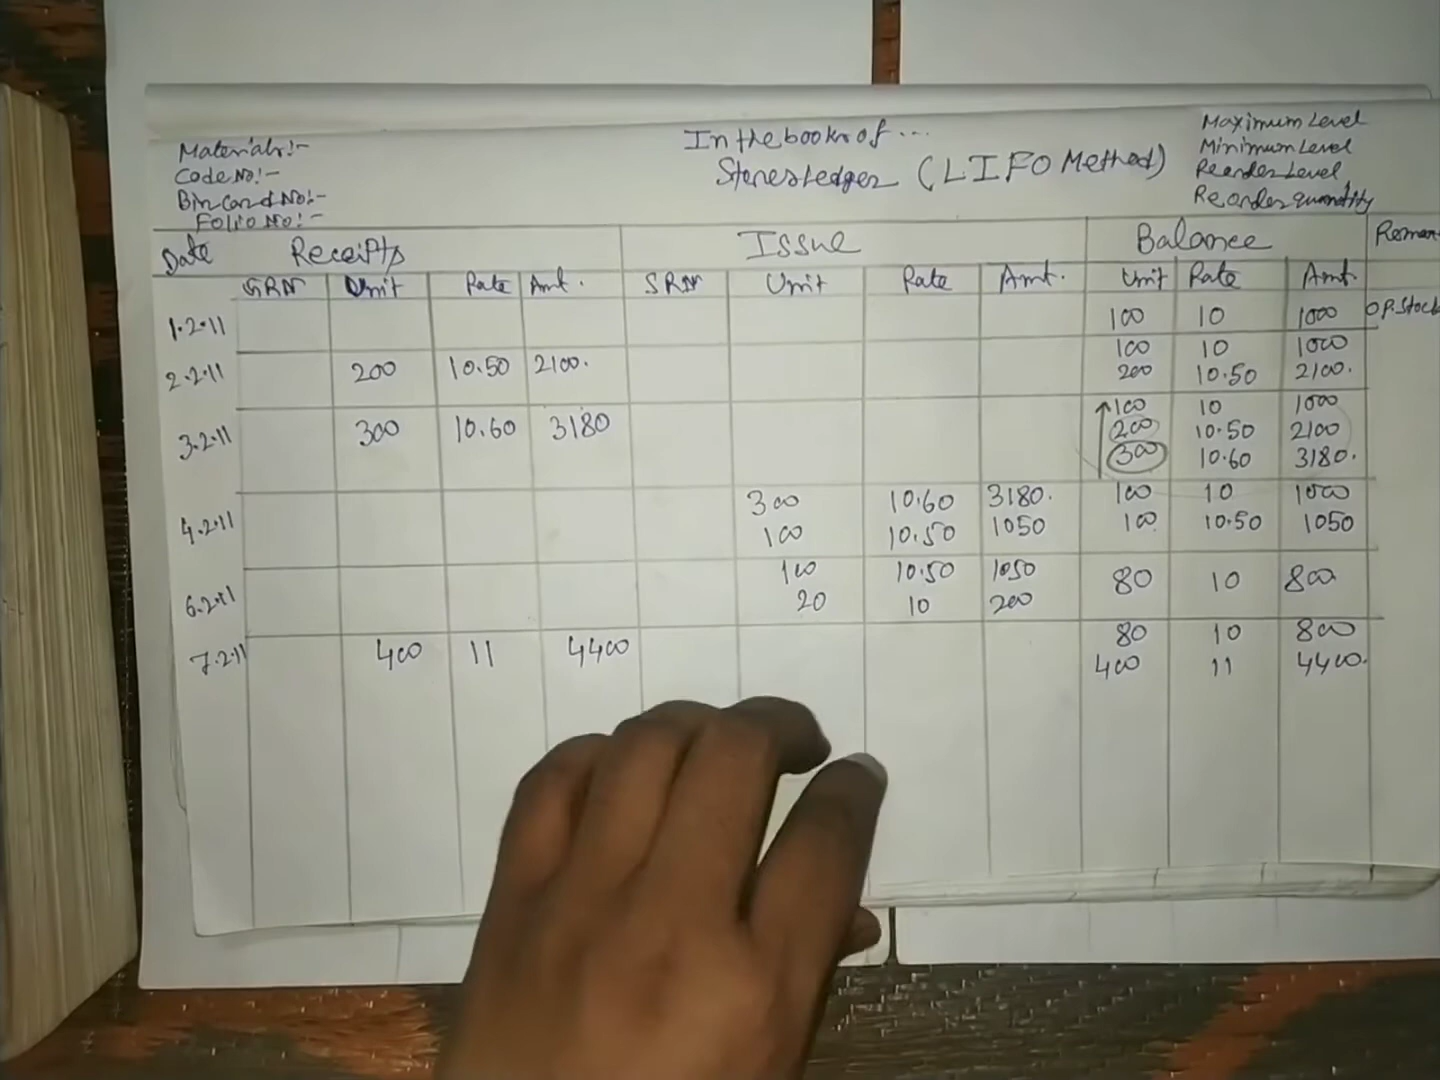 Materials:-
Code No:-
Bin Card No:-
Folio No:-
In the books of ...
Stores Ledger (LIFO Method)
Maximum Level
Minimum Level
Reorder Level
Reorder quantity
Date Receipts Issue Balance Remar
GRN Unit Rate Amt. SRN Unit Rate Amt. Unit Rate Amt.
1.2.11 100 10 1000 OP.Stock
100 10 1000
2.2.11 200 10.50 2100. 200 10.50 2100.
100 10 1000
3.2.11 300 10.60 3180 200 10.50 2100
300 10.60 3180.
300 10.60 3180. 100 10 1000
4.2.11 100 10.50 1050 100 10.50 1050
100 10.50 1050 80 10 800
6.2.11 20 10 200
80 10 800
7.2.11 400 11 4400 400 11 4400.